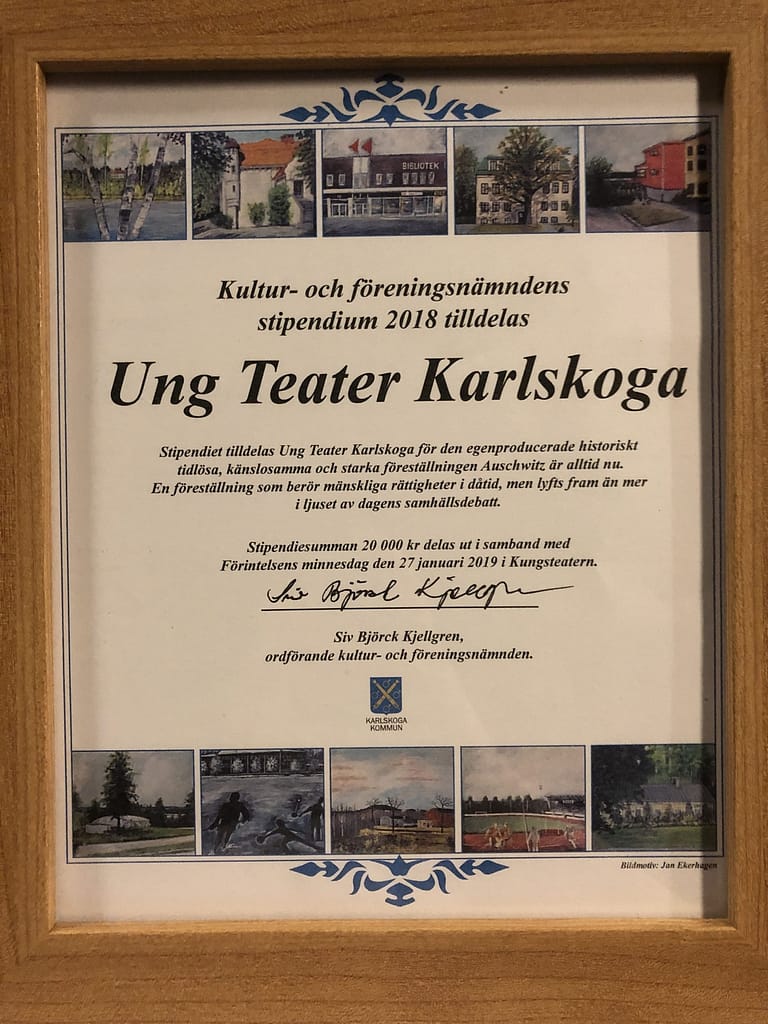 BIBLIOTEK
Kultur- och föreningsnämndens
stipendium 2018 tilldelas
Ung Teater Karlskoga
Stipendiet tilldelas Ung Teater Karlskoga för den egenproducerade historiskt
tidlösa, känslosamma och starka föreställningen Auschwitz är alltid nu.
En föreställning som berör mänskliga rättigheter i dåtid, men lyfts fram än mer
i ljuset av dagens samhällsdebatt.
Stipendiesumman 20 000 kr delas ut i samband med
Förintelsens minnesdag den 27 januari 2019 i Kungsteatern.
Siv Björck Kjellgren
Siv Björck Kjellgren,
ordförande kultur- och föreningsnämnden.
KARLSKOGA
KOMMUN
Bildmotiv: Jan Ekerhagen